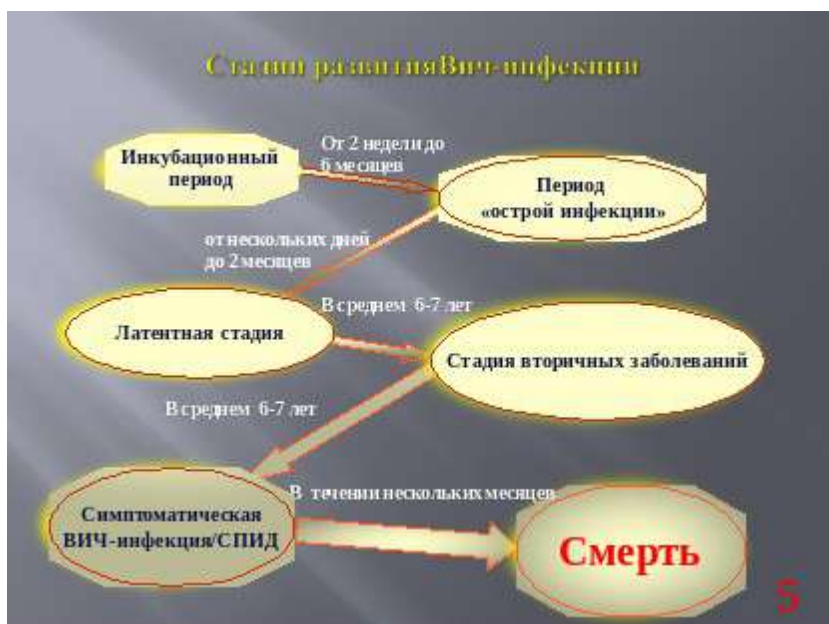 Стадии развитияВич-инфекции
Инкубационный
период
От 2 недели до
6 месяцев
Период
«острой инфекции»
от нескольких дней
до 2 месяцев
Латентная стадия
В среднем 6-7 лет
Стадия вторичных заболеваний
В среднем 6-7 лет
Симптоматическая
ВИЧ-инфекция/СПИД
В течении нескольких месяцев
Смерть
5